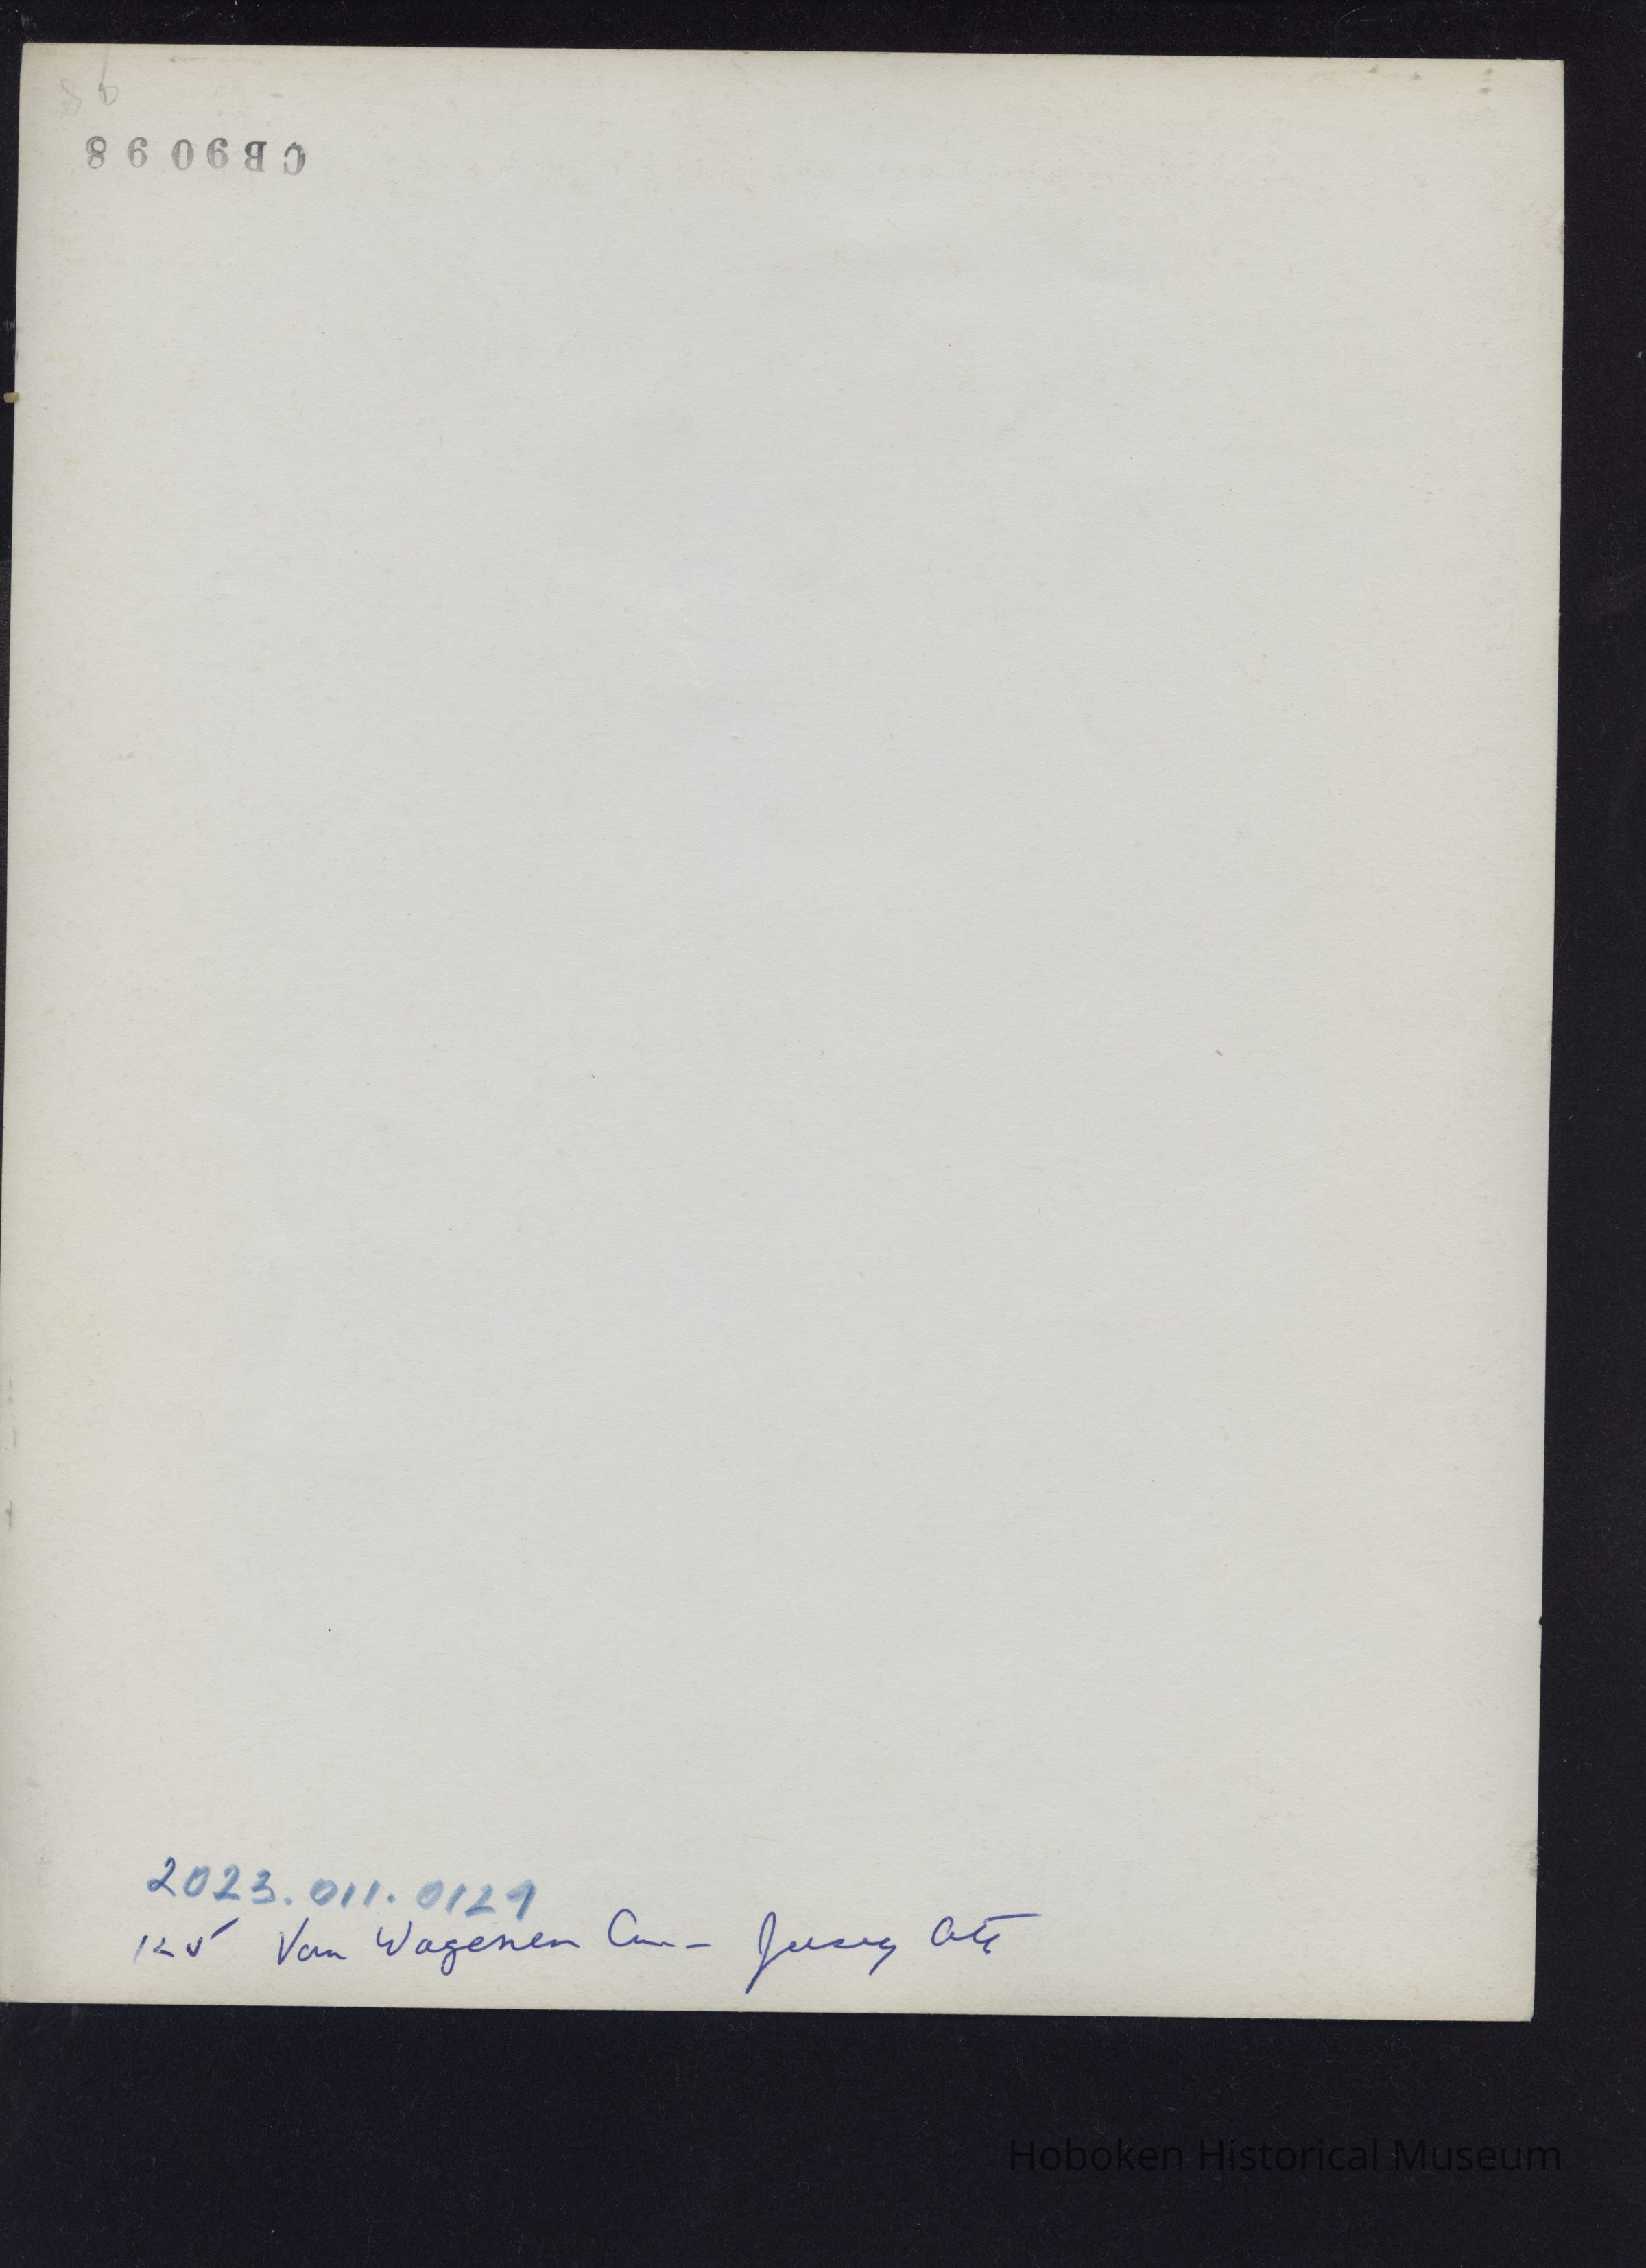 CB9098
2023.011.0129
125 Van Wagenen Ave - Jersey City
Hoboken Historical Museum